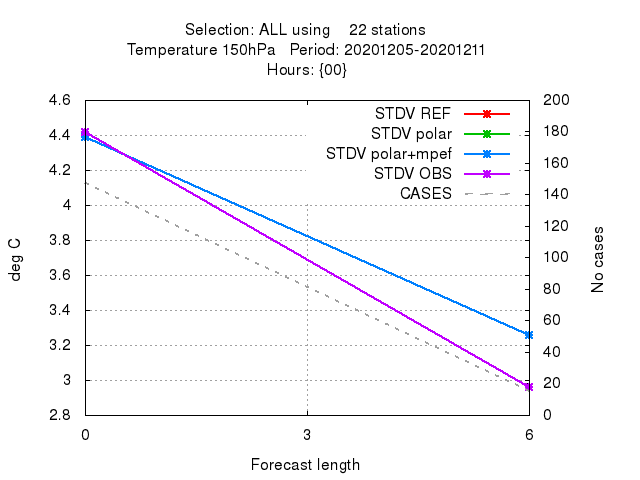 Selection: ALL using 22 stations
Temperature 150hPa Period: 20201205-20201211
Hours: {00}
4.6 200
STDV REF
4.4 180
STDV polar
STDV polar+mpef
4.2 160
STDV OBS
CASES
4 140
3.8 120
deg C
No cases
3.6 100
3.4 80
3.2 60
40
3 20
2.8 0
0 3 6
Forecast length